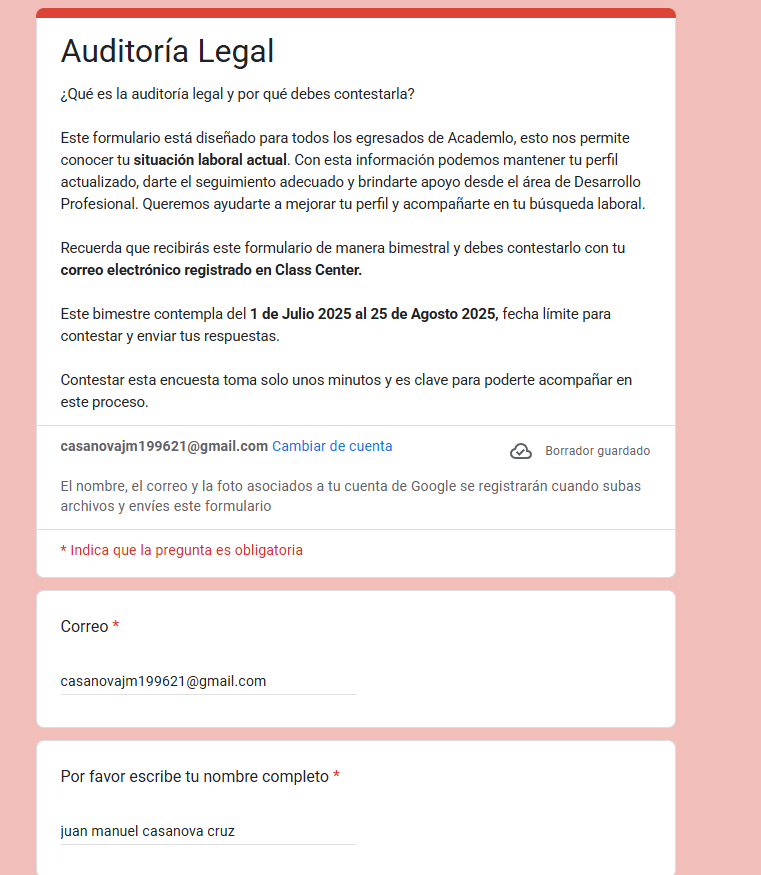 Auditoría Legal
¿Qué es la auditoría legal y por qué debes contestarla?
Este formulario está diseñado para todos los egresados de Academlo, esto nos permite
conocer tu situación laboral actual. Con esta información podemos mantener tu perfil
actualizado, darte el seguimiento adecuado y brindarte apoyo desde el área de Desarrollo
Profesional. Queremos ayudarte a mejorar tu perfil y acompañarte en tu búsqueda laboral.
Recuerda que recibirás este formulario de manera bimestral y debes contestarlo con tu
correo electrónico registrado en Class Center.
Este bimestre contempla del 1 de Julio 2025 al 25 de Agosto 2025, fecha límite para
contestar y enviar tus respuestas.
Contestar esta encuesta toma solo unos minutos y es clave para poderte acompañar en
este proceso.
casanovajm199621@gmail.com Cambiar de cuenta
Borrador guardado
El nombre, el correo y la foto asociados a tu cuenta de Google se registrarán cuando subas
archivos y envíes este formulario
* Indica que la pregunta es obligatoria
Correo *
casanovajm199621@gmail.com
Por favor escribe tu nombre completo *
juan manuel casanova cruz